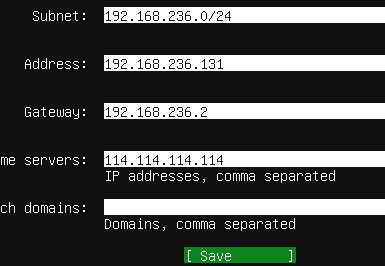 Subnet: 192.168.236.0/24
Address: 192.168.236.131
Gateway: 192.168.236.2
me servers: 114.114.114.114
IP addresses, comma separated
ch domains:
Domains, comma separated
[ Save ]